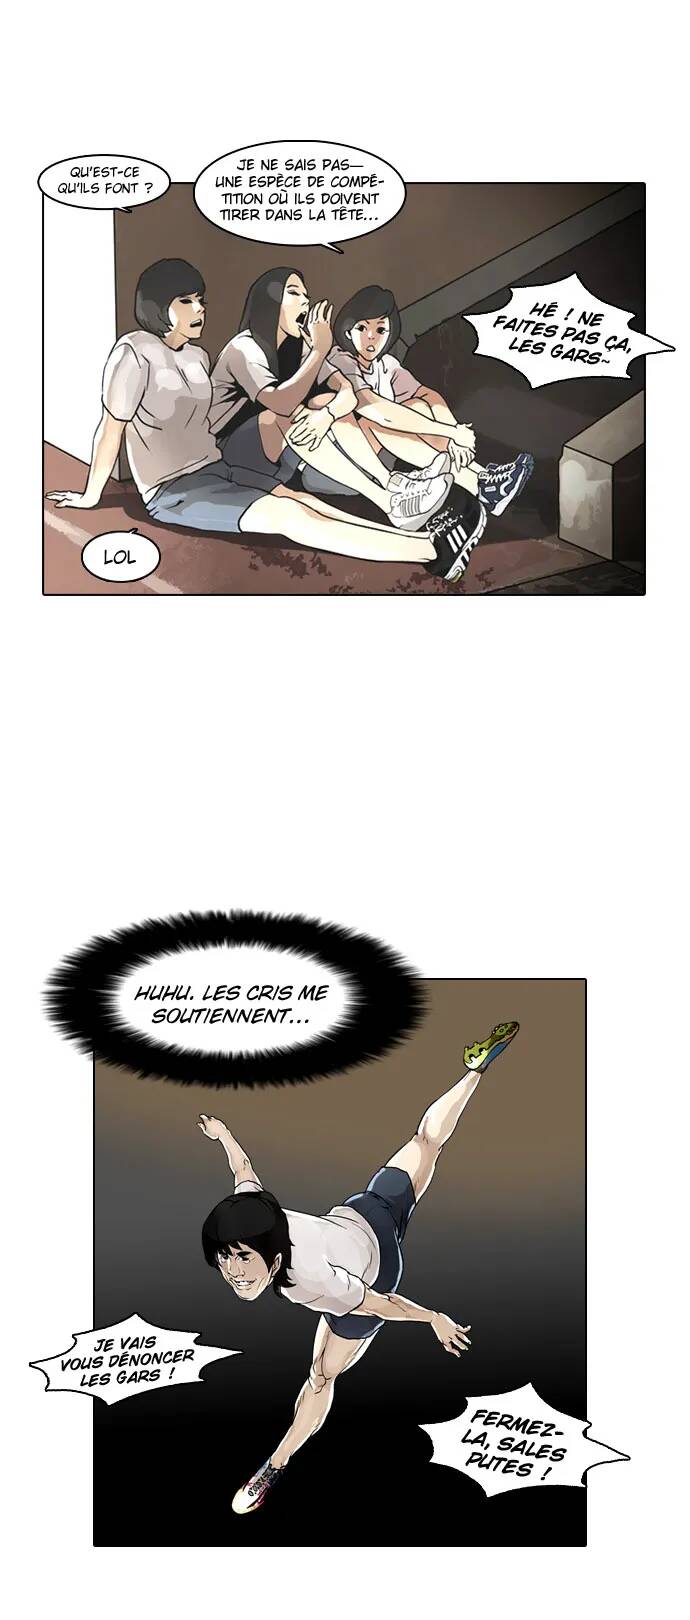 QU'EST-CE
QU'ILS FONT ?
JE NE SAIS PAS—
UNE ESPÈCE DE COMPÉ-
TITION OÙ ILS DOIVENT
TIRER DANS LA TÊTE...
HÉ ! NE
FAITES PAS ÇA,
LES GARS~
LOL
HUHU. LES CRIS ME
SOUTIENNENT...
JE VAIS
VOUS DÉNONCER
LES GARS !
FERMEZ-
LA, SALES
PUTES !